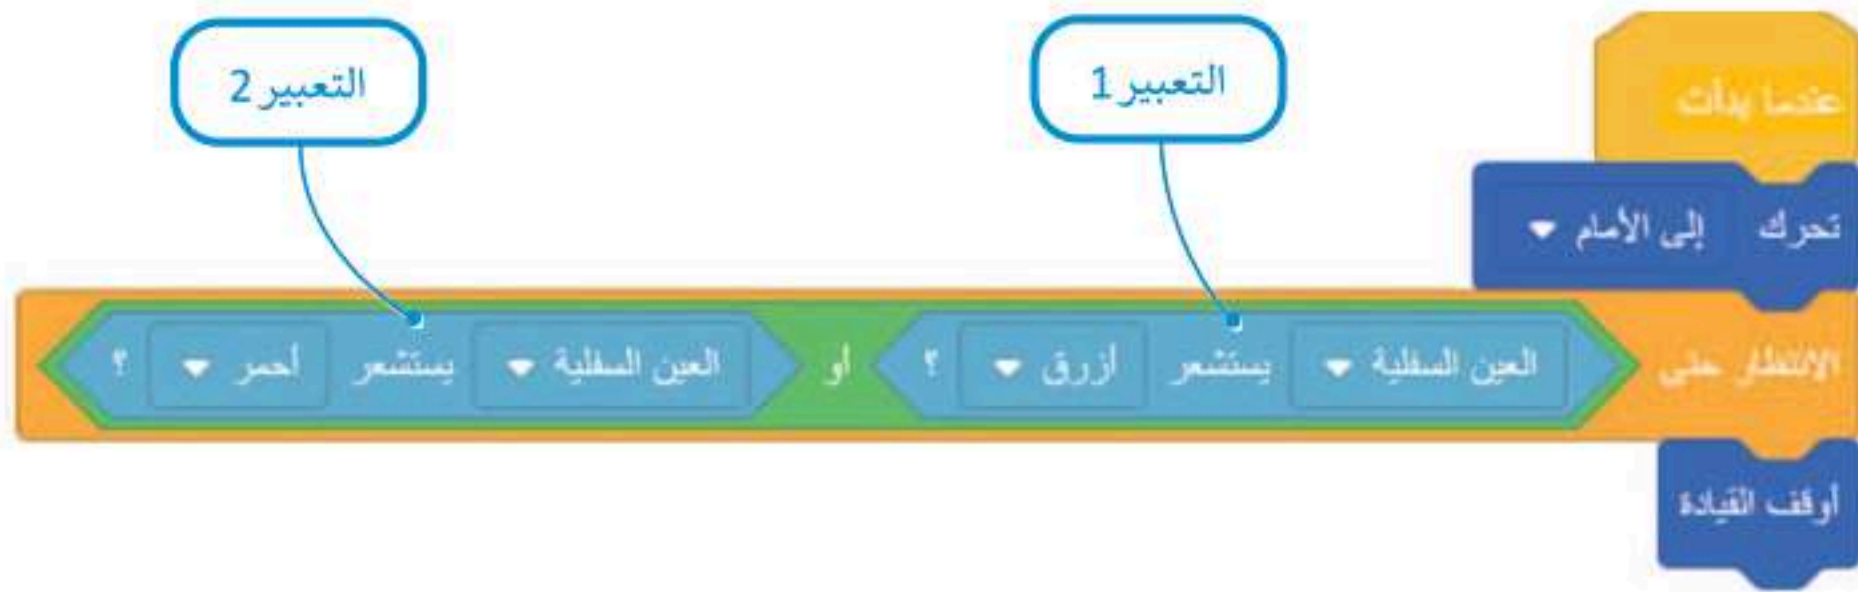 التعبير 1
التعبير 2
عندما بدأت
تحرك إلى الأمام
الانتظار حتى العين السفلية يستشعر أزرق ؟ أو العين السفلية يستشعر أحمر ؟
أوقف القيادة